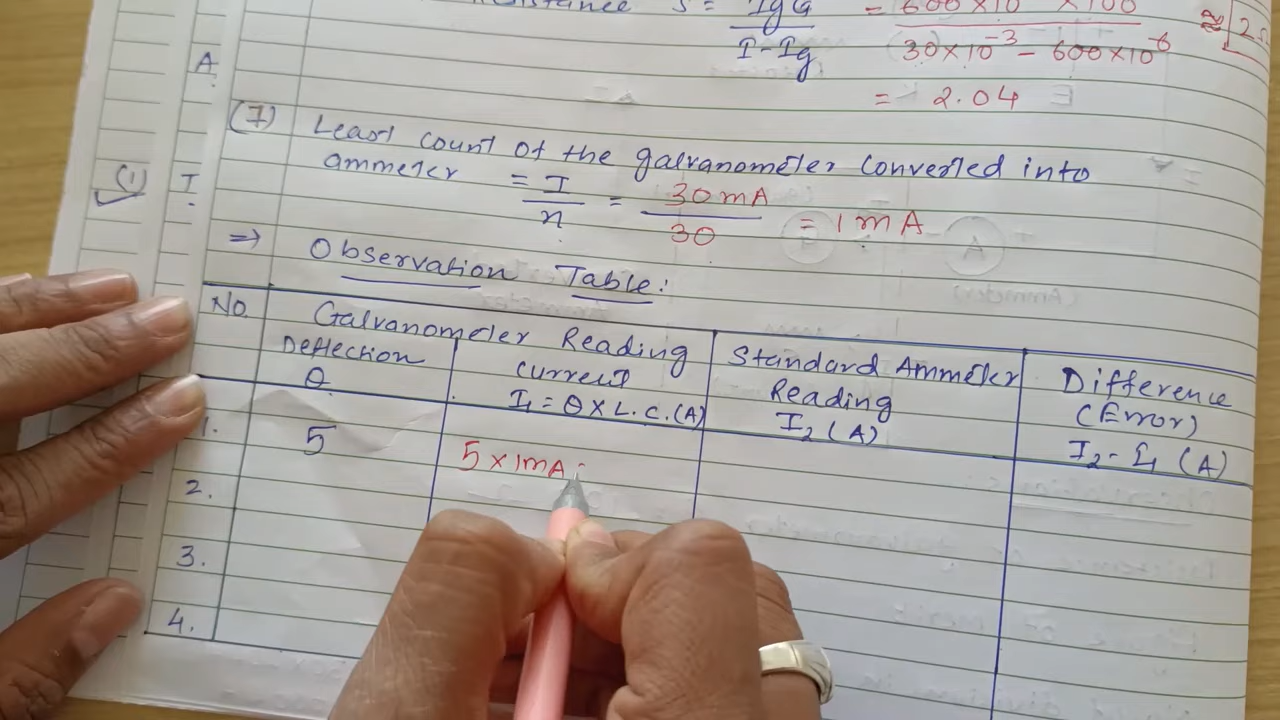 S = IgG / I-Ig = 600×10 ×100 / 30×10⁻³ - 600×10⁻⁶ ≈ 2
= 2.04
A
(7) Least count of the galvanometer converted into
ammeter = I / n = 30 mA / 30 = 1 mA
(1) I.
⇒ Observation Table:
No. Galvanometer Reading Standard Ammeter Reading I₂ (A) Difference (Error) I₂ - I₁ (A)
Deflection θ Current I₁ = θ × L.C. (A)
1. 5 5 × 1mA =
2.
3.
4.